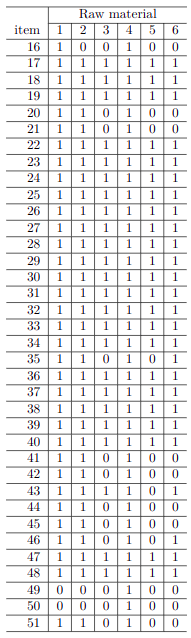 Raw material
item 1 2 3 4 5 6
16 1 0 0 1 0 0
17 1 1 1 1 1 1
18 1 1 1 1 1 1
19 1 1 1 1 1 1
20 1 1 0 1 0 0
21 1 1 0 1 0 0
22 1 1 1 1 1 1
23 1 1 1 1 1 1
24 1 1 1 1 1 1
25 1 1 1 1 1 1
26 1 1 1 1 1 1
27 1 1 1 1 1 1
28 1 1 1 1 1 1
29 1 1 1 1 1 1
30 1 1 1 1 1 1
31 1 1 1 1 1 1
32 1 1 1 1 1 1
33 1 1 1 1 1 1
34 1 1 1 1 1 1
35 1 1 0 1 0 1
36 1 1 1 1 1 1
37 1 1 1 1 1 1
38 1 1 1 1 1 1
39 1 1 1 1 1 1
40 1 1 1 1 1 1
41 1 1 0 1 0 0
42 1 1 0 1 0 0
43 1 1 1 1 0 1
44 1 1 0 1 0 0
45 1 1 0 1 0 0
46 1 1 0 1 0 1
47 1 1 1 1 1 1
48 1 1 1 1 1 1
49 0 0 0 1 0 0
50 0 0 0 1 0 0
51 1 1 0 1 0 0